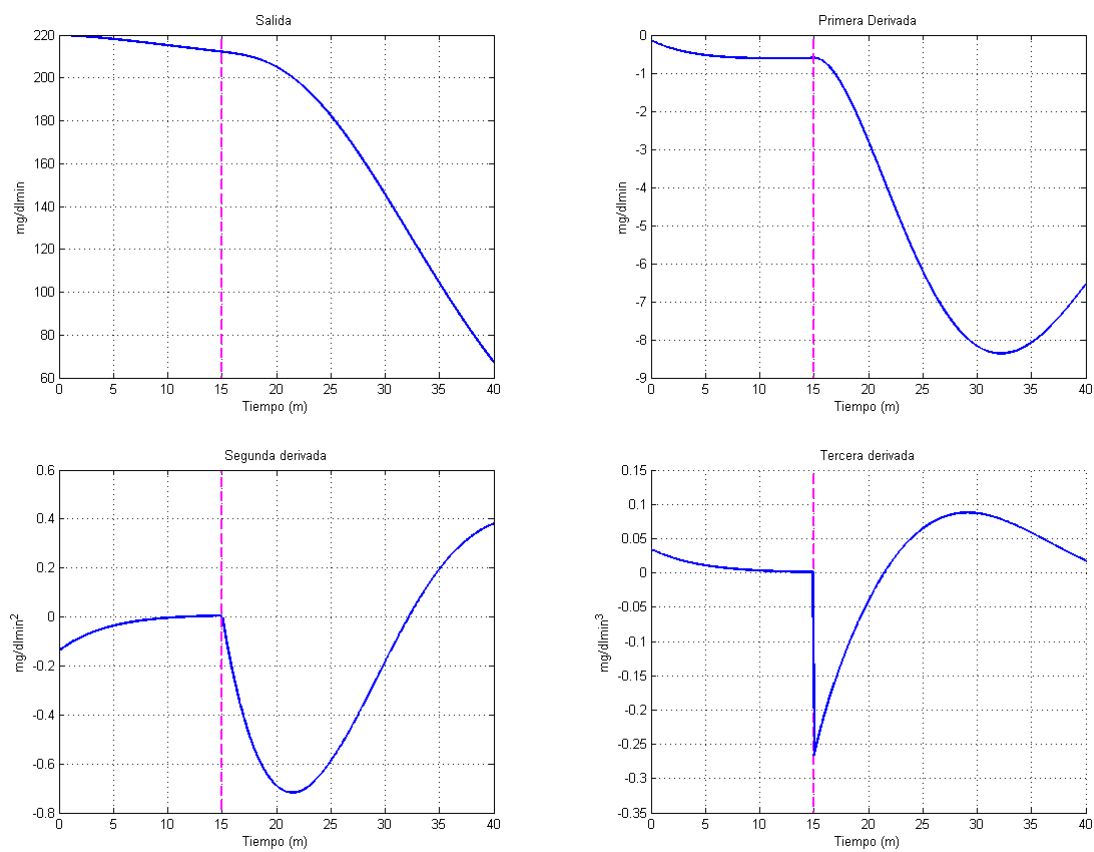 Salida
220
200
180
160
140
120
100
80
60
mg/dlmin
0 5 10 15 20 25 30 35 40
Tiempo (m)
Primera Derivada
0
-1
-2
-3
-4
-5
-6
-7
-8
-9
mg/dlmin
0 5 10 15 20 25 30 35 40
Tiempo (m)
Segunda derivada
0.6
0.4
0.2
0
-0.2
-0.4
-0.6
-0.8
mg/dlmin²
0 5 10 15 20 25 30 35 40
Tiempo (m)
Tercera derivada
0.15
0.1
0.05
0
-0.05
-0.1
-0.15
-0.2
-0.25
-0.3
-0.35
mg/dlmin³
0 5 10 15 20 25 30 35 40
Tiempo (m)